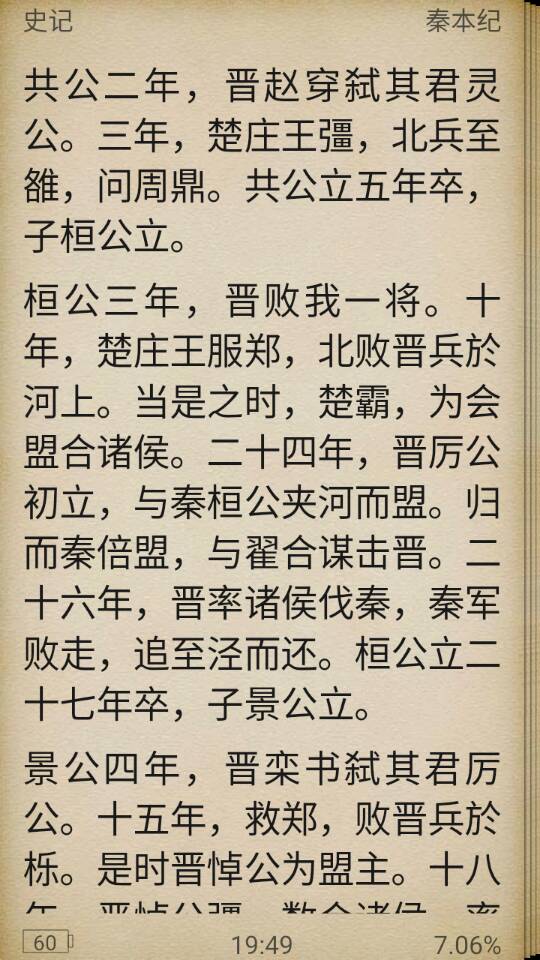 史记 秦本纪
共公二年，晋赵穿弑其君灵
公。三年，楚庄王彊，北兵至
雒，问周鼎。共公立五年卒，
子桓公立。
桓公三年，晋败我一将。十
年，楚庄王服郑，北败晋兵於
河上。当是之时，楚霸，为会
盟合诸侯。二十四年，晋厉公
初立，与秦桓公夹河而盟。归
而秦倍盟，与翟合谋击晋。二
十六年，晋率诸侯伐秦，秦军
败走，追至泾而还。桓公立二
十七年卒，子景公立。
景公四年，晋栾书弑其君厉
公。十五年，救郑，败晋兵於
栎。是时晋悼公为盟主。十八
60 19:49 7.06%